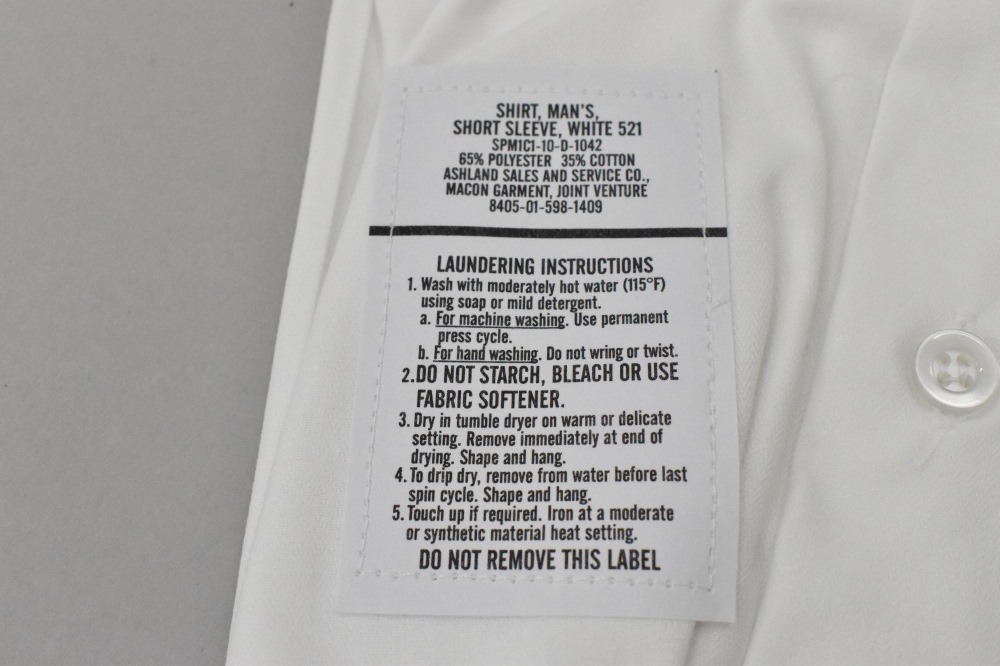 SHIRT, MAN'S,
SHORT SLEEVE, WHITE 521
SPM1C1-10-D-1042
65% POLYESTER 35% COTTON
ASHLAND SALES AND SERVICE CO.,
MACON GARMENT, JOINT VENTURE
8405-01-598-1409
LAUNDERING INSTRUCTIONS
1. Wash with moderately hot water (115°F)
using soap or mild detergent.
a. For machine washing. Use permanent
press cycle.
b. For hand washing. Do not wring or twist.
2. DO NOT STARCH, BLEACH OR USE
FABRIC SOFTENER.
3. Dry in tumble dryer on warm or delicate
setting. Remove immediately at end of
drying. Shape and hang.
4. To drip dry, remove from water before last
spin cycle. Shape and hang.
5. Touch up if required. Iron at a moderate
or synthetic material heat setting.
DO NOT REMOVE THIS LABEL